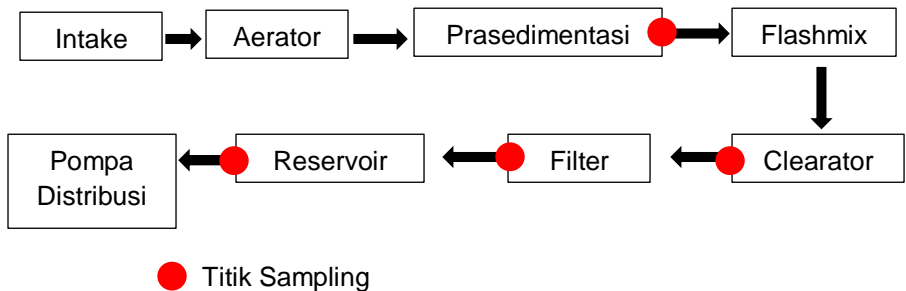 Intake
Aerator
Prasedimentasi
Flashmix
Clearator
Filter
Reservoir
Pompa
Distribusi
Titik Sampling